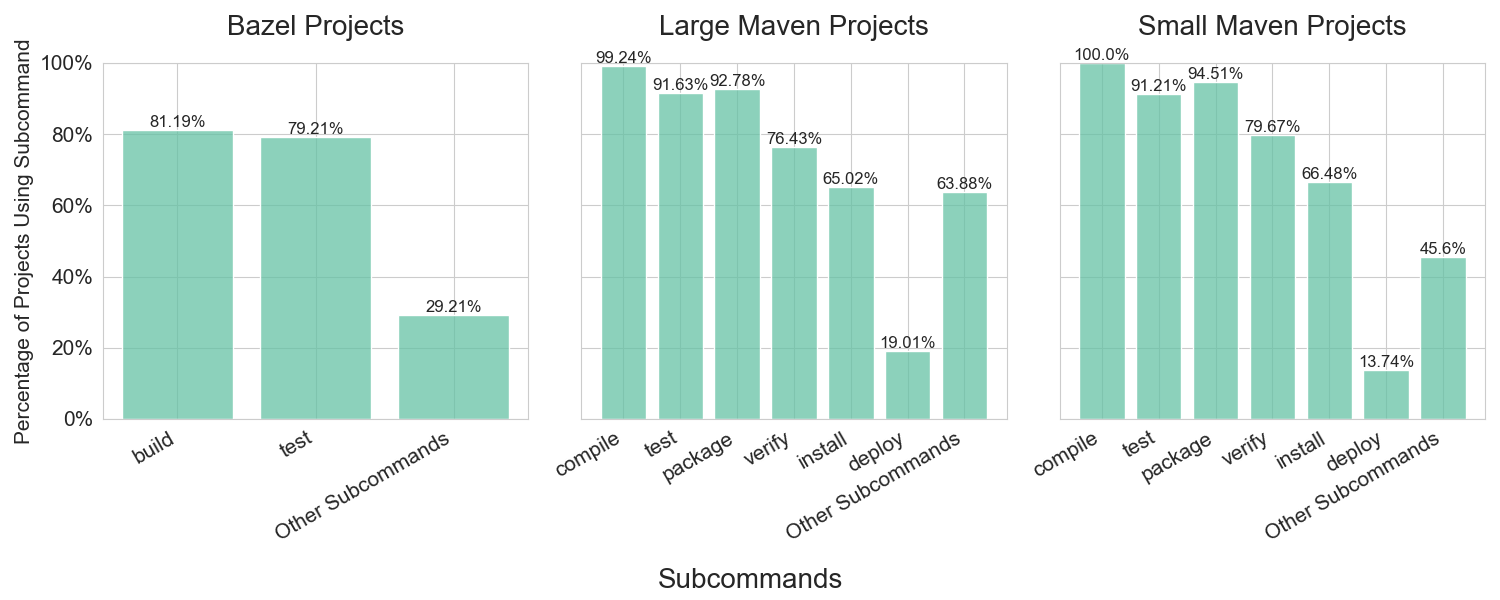 Bazel Projects
Large Maven Projects
Small Maven Projects
Percentage of Projects Using Subcommand
100%
80%
60%
40%
20%
0%
81.19%
79.21%
29.21%
build
test
Other Subcommands
99.24%
91.63%
92.78%
76.43%
65.02%
19.01%
63.88%
compile
test
package
verify
install
deploy
Other Subcommands
100.0%
91.21%
94.51%
79.67%
66.48%
13.74%
45.6%
compile
test
package
verify
install
deploy
Other Subcommands
Subcommands